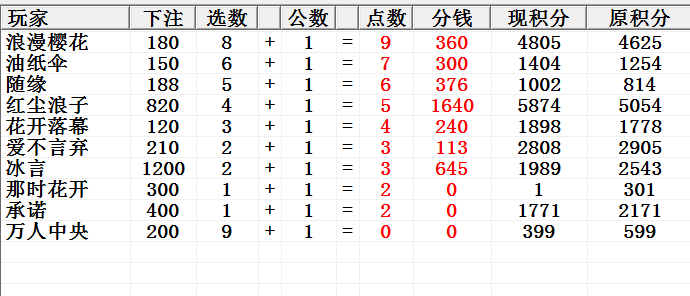 玩家 下注 选数 公数 点数 分钱 现积分 原积分
浪漫樱花 180 8 + 1 = 9 360 4805 4625
油纸伞 150 6 + 1 = 7 300 1404 1254
随缘 188 5 + 1 = 6 376 1002 814
红尘浪子 820 4 + 1 = 5 1640 5874 5054
花开落幕 120 3 + 1 = 4 240 1898 1778
爱不言弃 210 2 + 1 = 3 113 2808 2905
冰言 1200 2 + 1 = 3 645 1989 2543
那时花开 300 1 + 1 = 2 0 1 301
承诺 400 1 + 1 = 2 0 1771 2171
万人中央 200 9 + 1 = 0 0 399 599